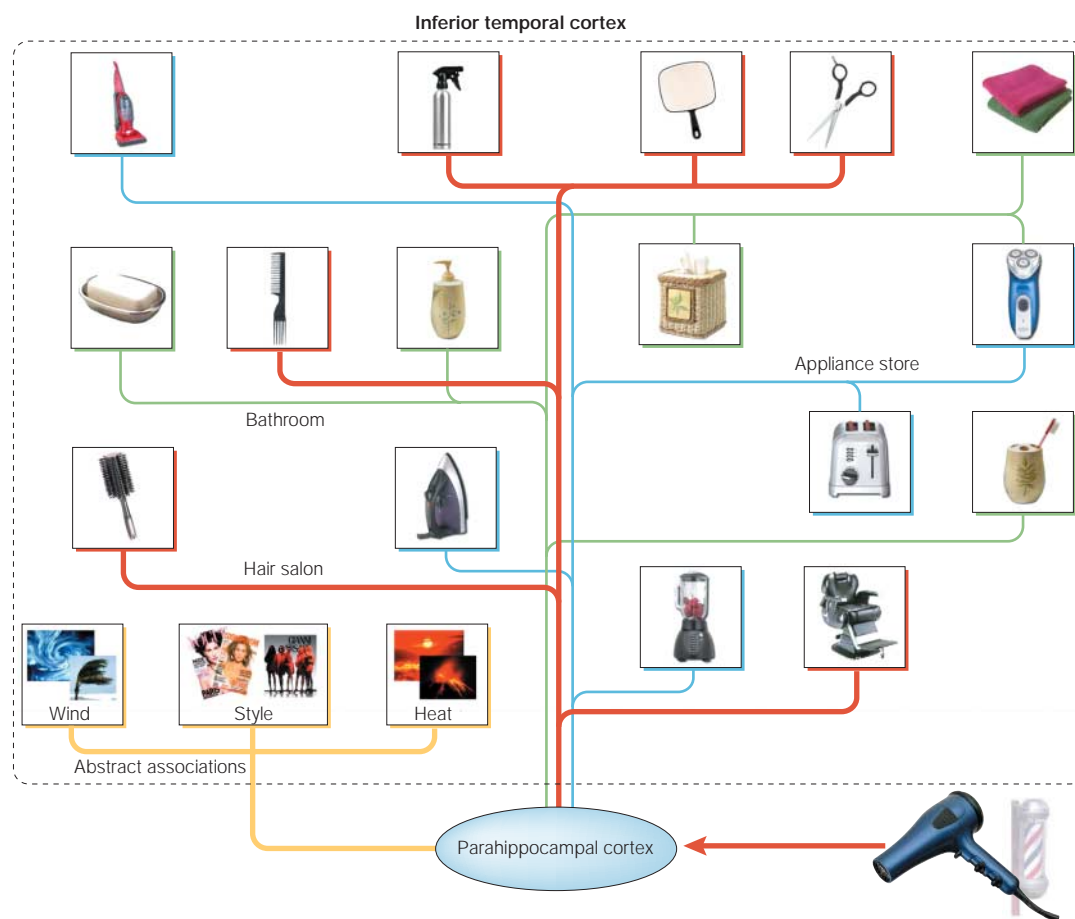 Inferior temporal cortex
Appliance store
Bathroom
Hair salon
Wind
Style
Heat
Abstract associations
Parahippocampal cortex